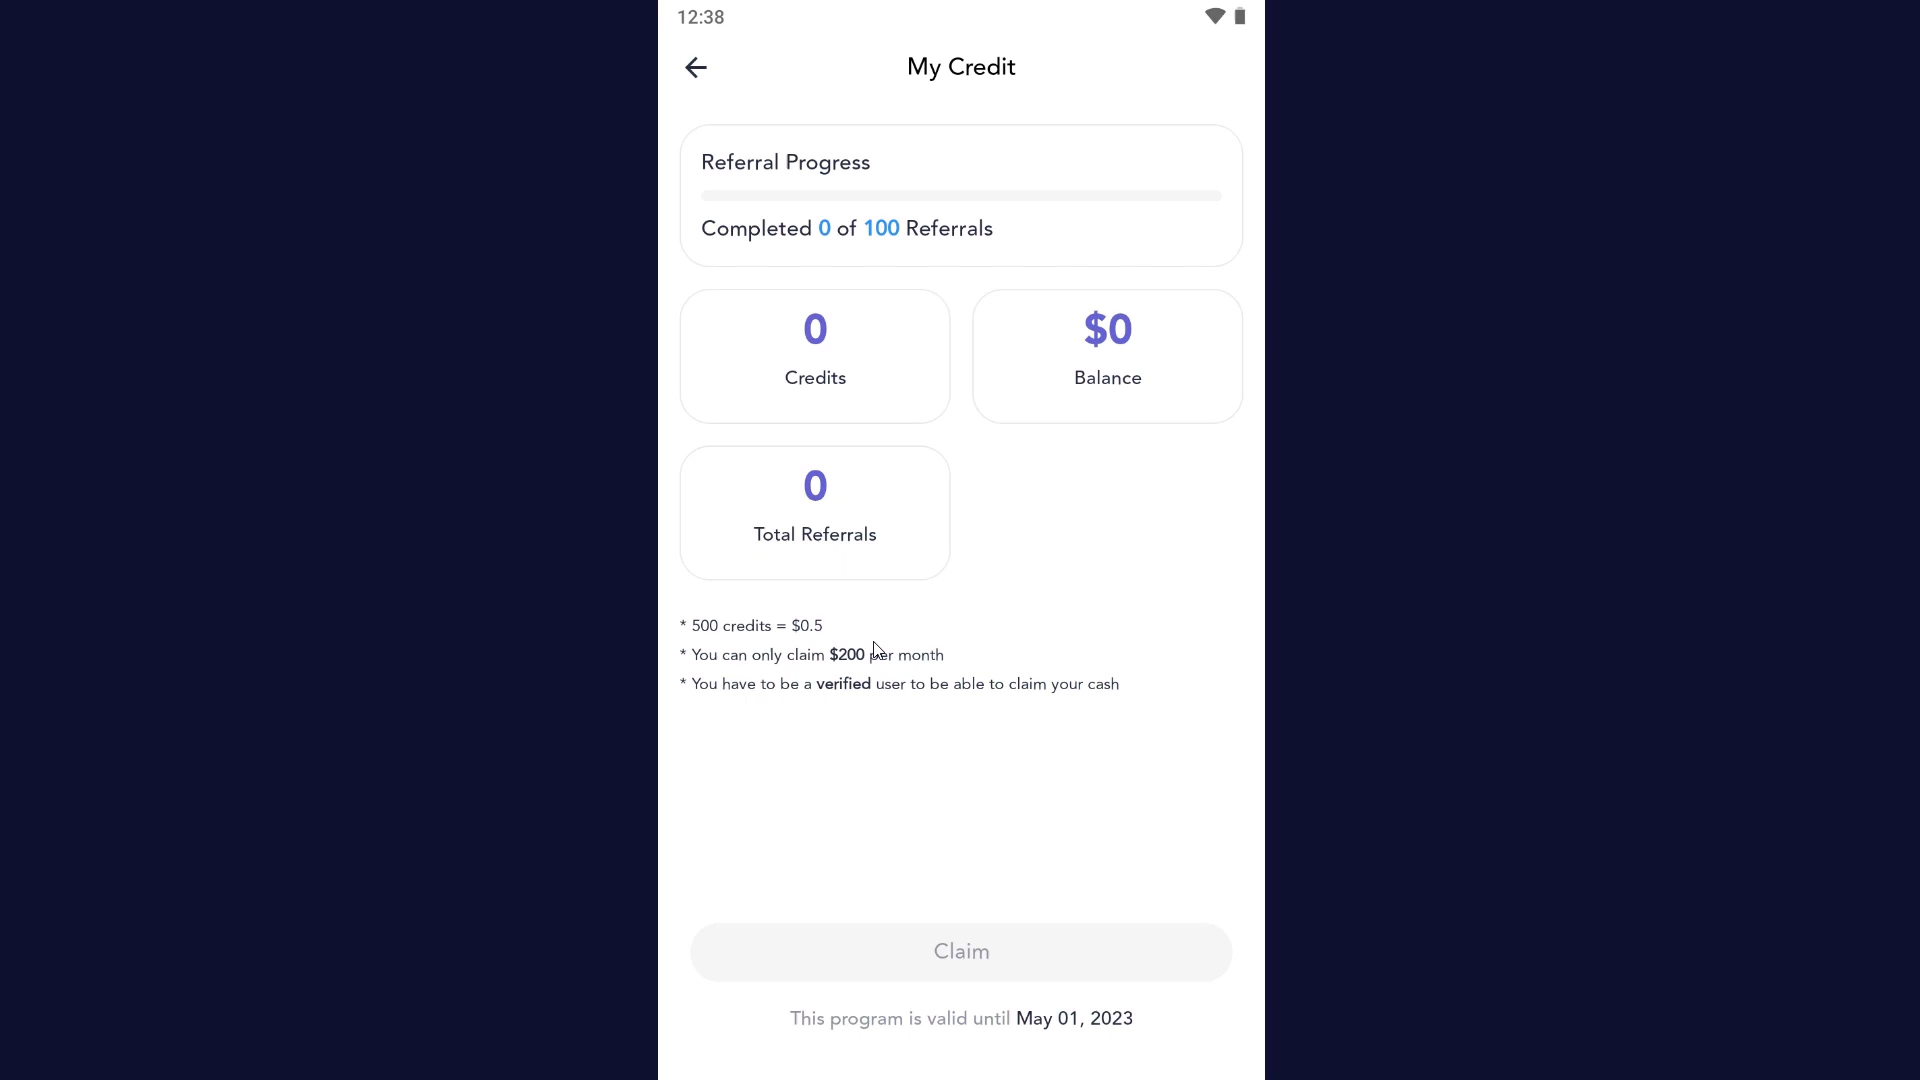 12:38
My Credit
Referral Progress
Completed 0 of 100 Referrals
0
Credits
$0
Balance
0
Total Referrals
* 500 credits = $0.5
* You can only claim $200 per month
* You have to be a verified user to be able to claim your cash
Claim
This program is valid until May 01, 2023